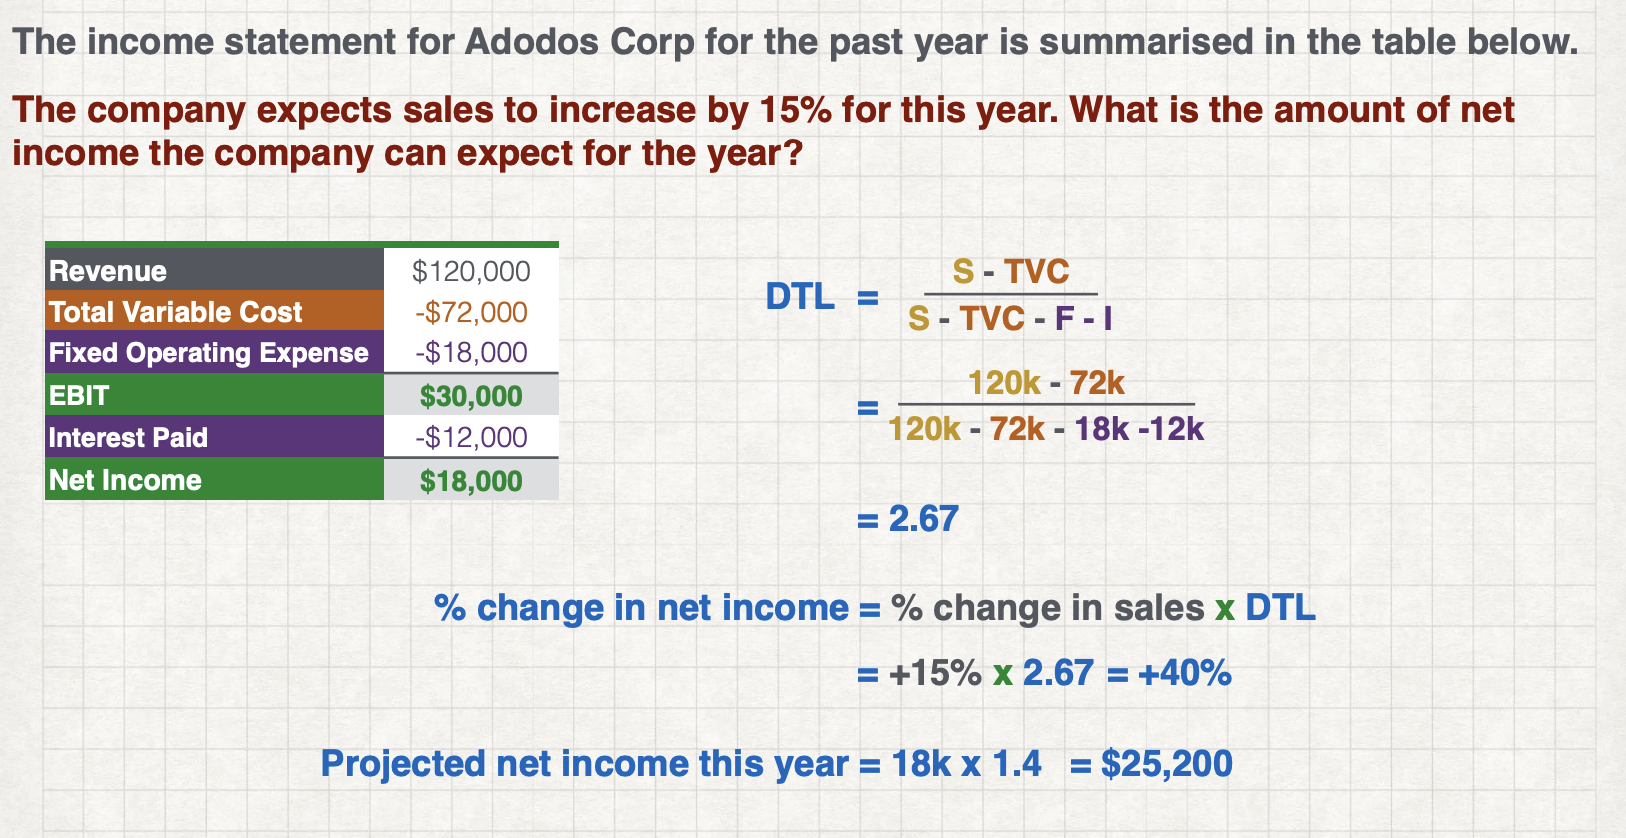 The income statement for Adodos Corp for the past year is summarised in the table below.
The company expects sales to increase by 15% for this year. What is the amount of net
income the company can expect for the year?
Revenue $120,000
Total Variable Cost -$72,000
Fixed Operating Expense -$18,000
EBIT $30,000
Interest Paid -$12,000
Net Income $18,000
S - TVC
DTL =
S - TVC - F - I
120k - 72k
=
120k - 72k - 18k -12k
= 2.67
% change in net income = % change in sales x DTL
= +15% x 2.67 = +40%
Projected net income this year = 18k x 1.4 = $25,200